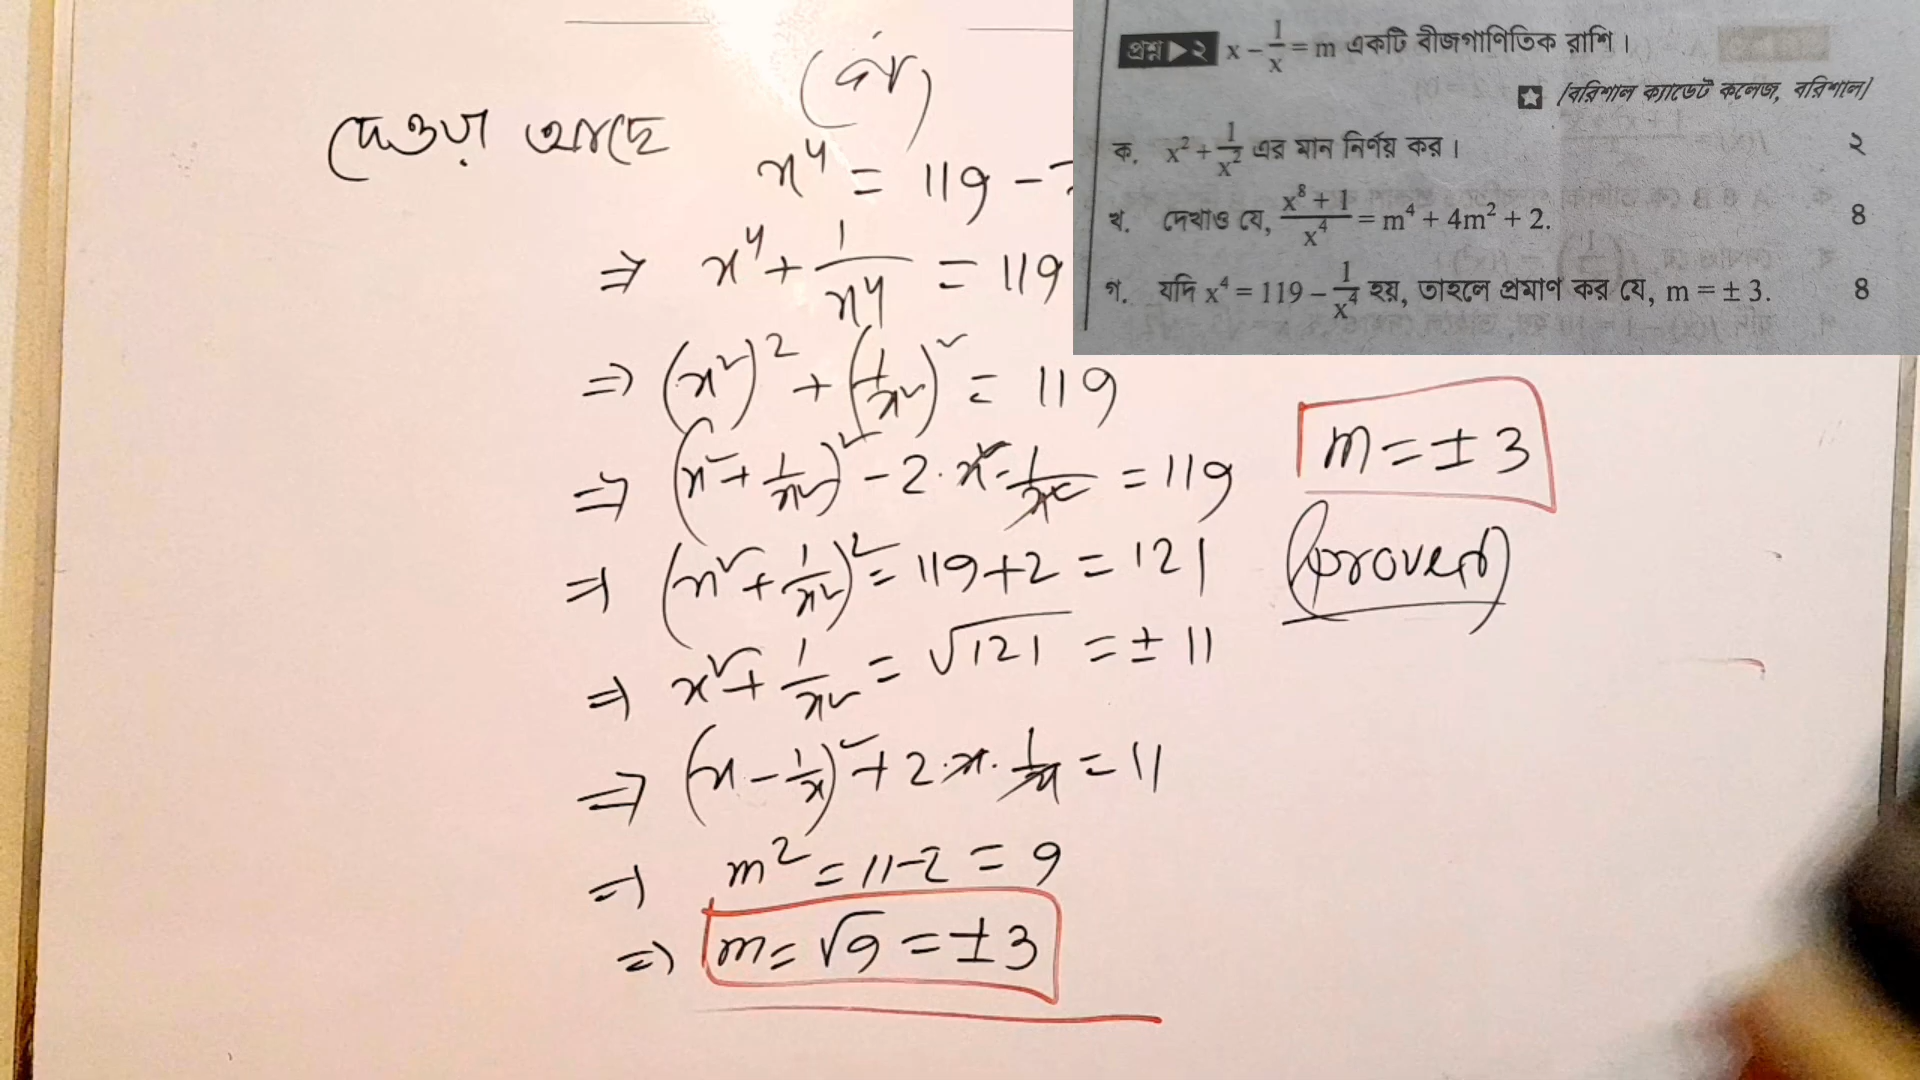 প্রশ্ন ▶ ২ x - 1/x = m একটি বীজগাণিতিক রাশি।
[বরিশাল ক্যাডেট কলেজ, বরিশাল]
ক. x² + 1/x² এর মান নির্ণয় কর। ২
খ. দেখাও যে, (x⁸ + 1)/x⁴ = m⁴ + 4m² + 2. 8
গ. যদি x⁴ = 119 - 1/x⁴ হয়, তাহলে প্রমাণ কর যে, m = ± 3. 8
(গ)
দেওয়া আছে
x⁴ = 119 -
⇒ x⁴ + 1/x⁴ = 119
⇒ (x²)² + (1/x²)² = 119
⇒ (x² + 1/x²)² - 2·x²·1/x² = 119
⇒ (x² + 1/x²)² = 119+2 = 121
⇒ x² + 1/x² = √121 = ± 11
⇒ (x - 1/x)² + 2·x·1/x = 11
⇒ m² = 11-2 = 9
⇒ m = √9 = ±3
m = ± 3
(proved)